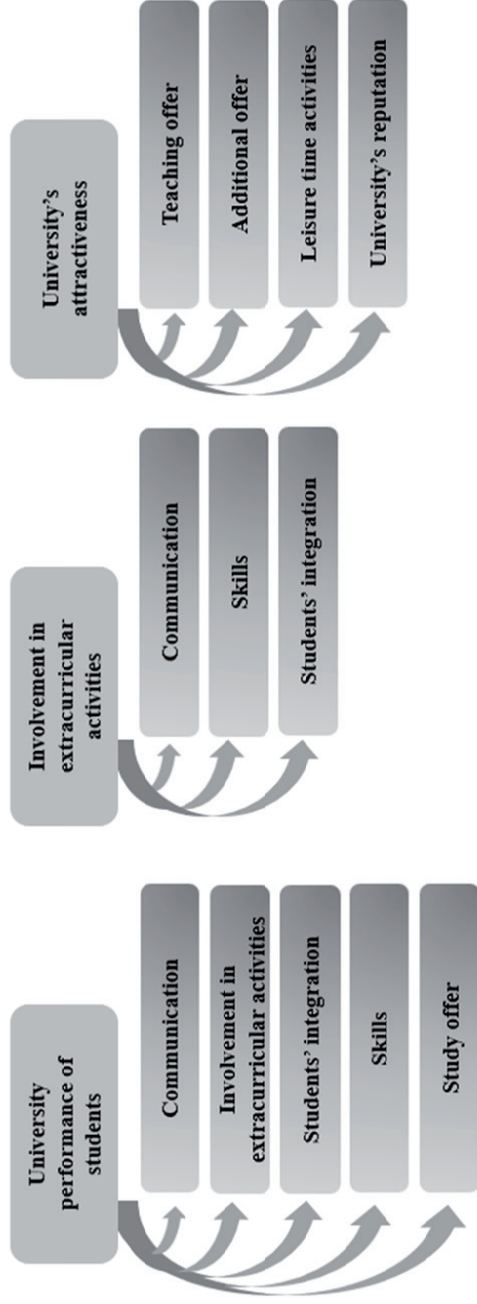 University
performance of
students
Communication
Involvement in
extracurricular activities
Students’ integration
Skills
Study offer
Involvement in
extracurricular
activities
Communication
Skills
Students’ integration
University’s
attractiveness
Teaching offer
Additional offer
Leisure time activities
University’s reputation